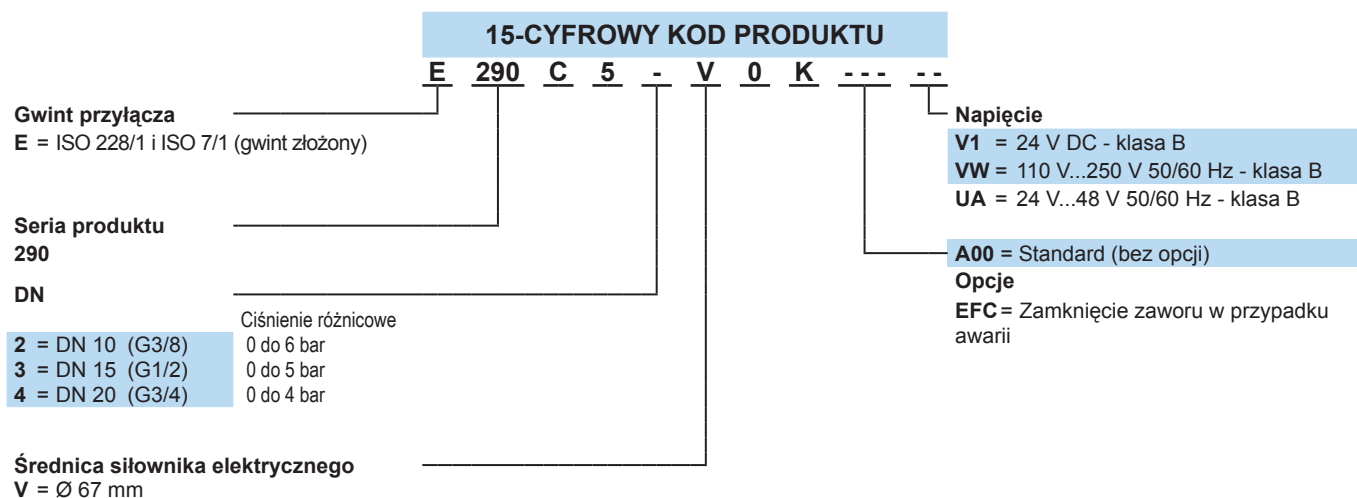 15-CYFROWY KOD PRODUKTU
E 290 C 5 - V 0 K - - - - -
Gwint przyłącza
E = ISO 228/1 i ISO 7/1 (gwint złożony)
Seria produktu
290
DN
Ciśnienie różnicowe
2 = DN 10 (G3/8) 0 do 6 bar
3 = DN 15 (G1/2) 0 do 5 bar
4 = DN 20 (G3/4) 0 do 4 bar
Średnica siłownika elektrycznego
V = Ø 67 mm
Napięcie
V1 = 24 V DC - klasa B
VW = 110 V...250 V 50/60 Hz - klasa B
UA = 24 V...48 V 50/60 Hz - klasa B
A00 = Standard (bez opcji)
Opcje
EFC = Zamknięcie zaworu w przypadku
awarii